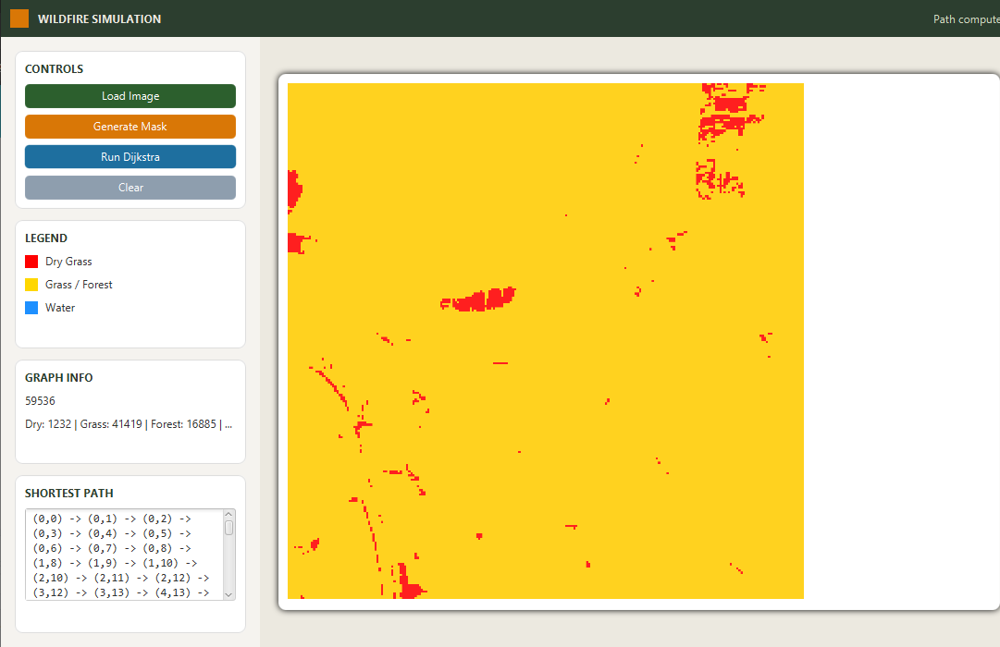 WILDFIRE SIMULATION
Path compute
CONTROLS
Load Image
Generate Mask
Run Dijkstra
Clear
LEGEND
Dry Grass
Grass / Forest
Water
GRAPH INFO
59536
Dry: 1232 | Grass: 41419 | Forest: 16885 | ...
SHORTEST PATH
(0,0) -> (0,1) -> (0,2) ->
(0,3) -> (0,4) -> (0,5) ->
(0,6) -> (0,7) -> (0,8) ->
(1,8) -> (1,9) -> (1,10) ->
(2,10) -> (2,11) -> (2,12) ->
(3,12) -> (3,13) -> (4,13) ->